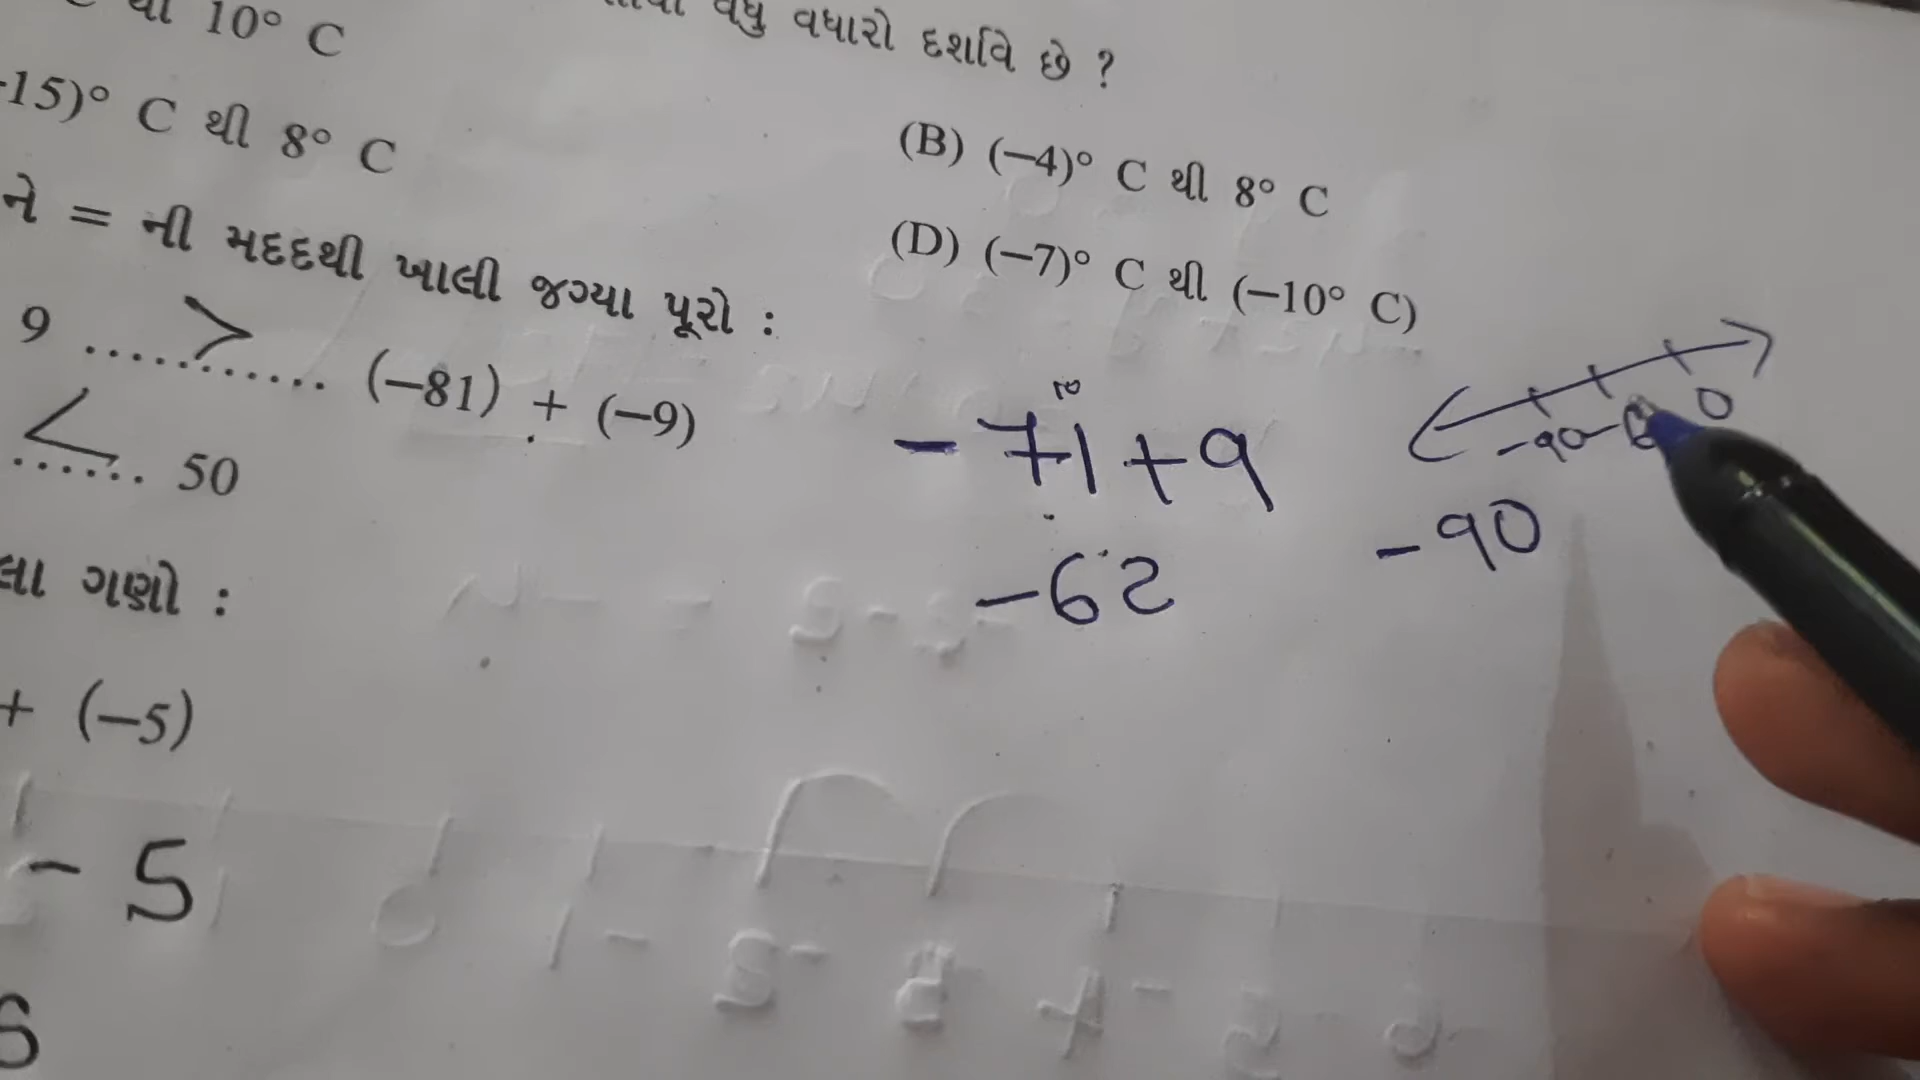 થી 10° C
વધુ વધારો દર્શાવે છે ?
-15)° C થી 8° C
(B) (−4)° C થી 8° C
(D) (−7)° C થી (−10° C)
ને = ની મદદથી ખાલી જગ્યા પૂરો :
9 ......>...... (−81) + (−9)
<...... 50
-71+9
-62
-90 0
-90
લા ગણો :
+ (−5)
- 5